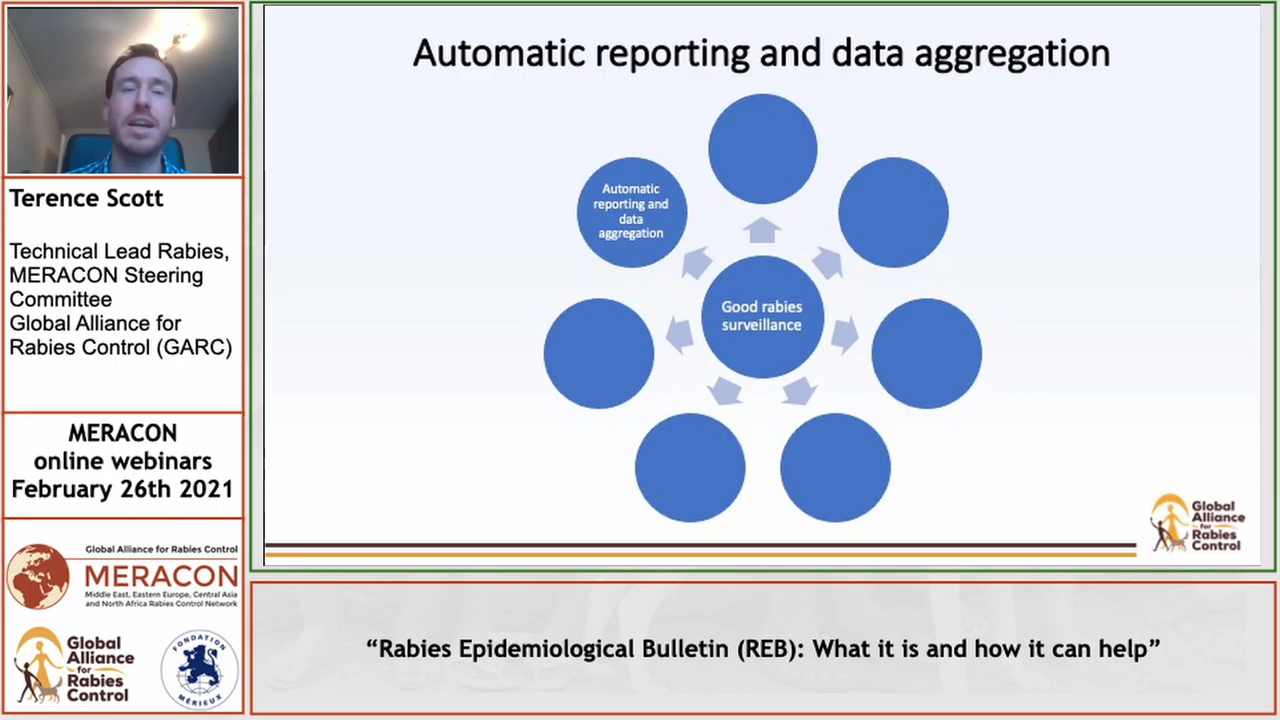 Terence Scott
Technical Lead Rabies,
MERACON Steering
Committee
Global Alliance for
Rabies Control (GARC)
MERACON
online webinars
February 26th 2021
Global Alliance for Rabies Control
MERACON
Middle East, Eastern Europe, Central Asia
and North Africa Rabies Control Network
Global
Alliance
for
Rabies
Control
FONDATION
MÉRIEUX
Automatic reporting and data aggregation
Automatic
reporting and
data
aggregation
Good rabies
surveillance
Global
Alliance
for
Rabies
Control
“Rabies Epidemiological Bulletin (REB): What it is and how it can help”